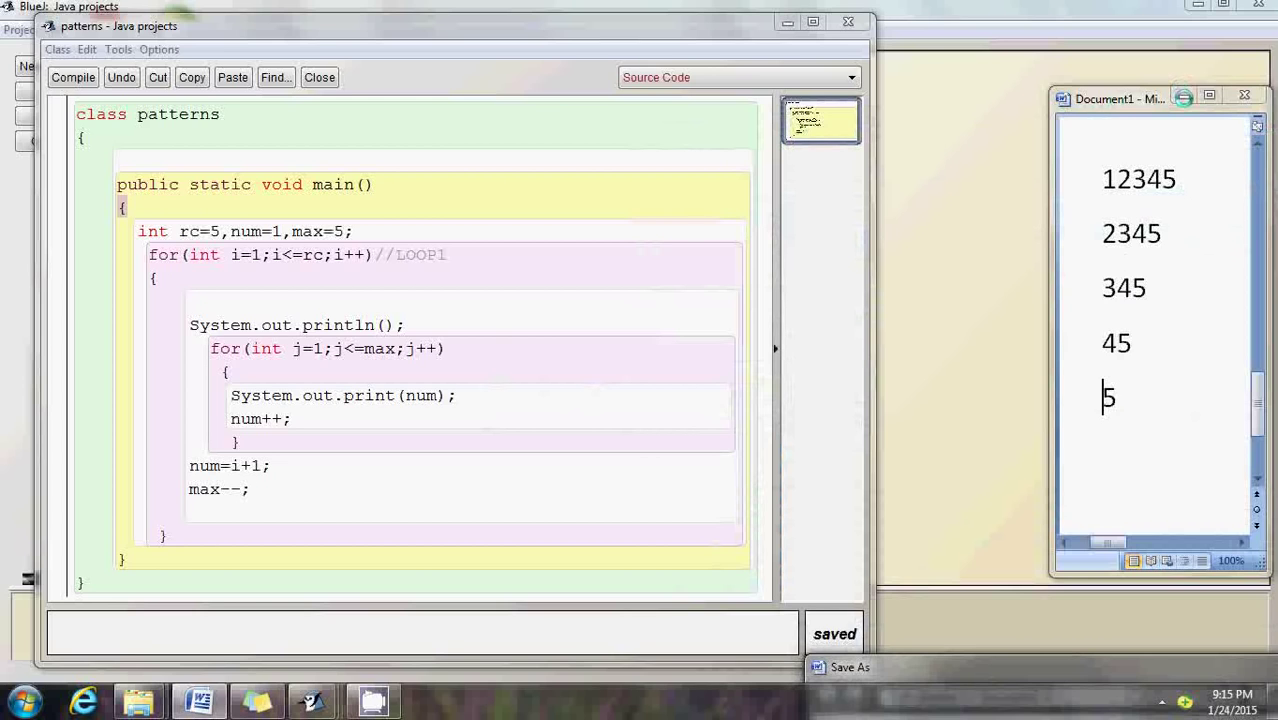 BlueJ: Java projects
Projec
patterns - Java projects
Class Edit Tools Options
Compile Undo Cut Copy Paste Find... Close
Source Code
class patterns
{
public static void main()
{
int rc=5,num=1,max=5;
for(int i=1;i<=rc;i++)//LOOP1
{
System.out.println();
for(int j=1;j<=max;j++)
{
System.out.print(num);
num++;
}
num=i+1;
max--;
}
}
}
saved
Document1 - Mi...
12345
2345
345
45
5
100%
Save As
9:15 PM
1/24/2015